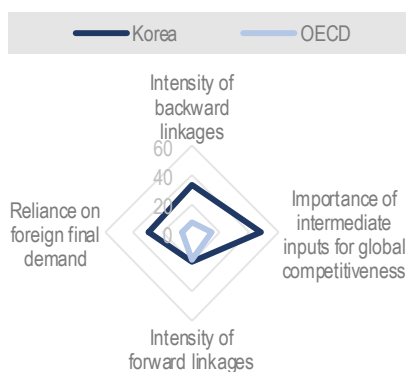 Korea OECD
Intensity of
backward
linkages
60
40
20
0
Reliance on
foreign final
demand
Importance of
intermediate
inputs for global
competitiveness
Intensity of
forward linkages